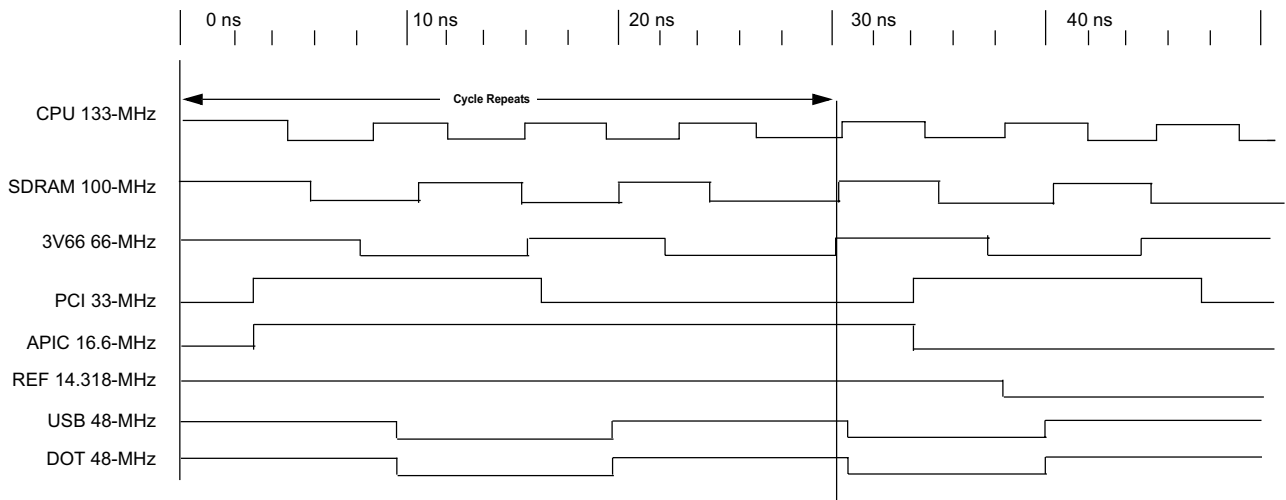 0 ns 10 ns 20 ns 30 ns 40 ns
Cycle Repeats
CPU 133-MHz
SDRAM 100-MHz
3V66 66-MHz
PCI 33-MHz
APIC 16.6-MHz
REF 14.318-MHz
USB 48-MHz
DOT 48-MHz